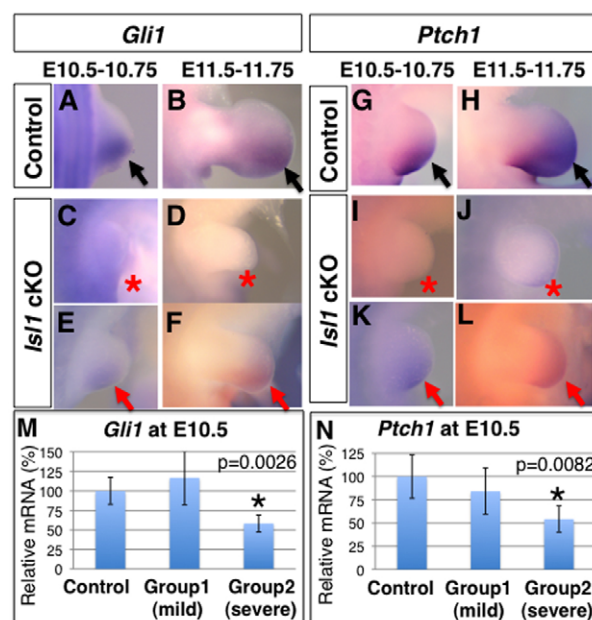 Gli1
Ptch1
E10.5-10.75 E11.5-11.75
E10.5-10.75 E11.5-11.75
Control
A
B
Control
G
H
Isl1 cKO
C
D
*
*
E
F
Isl1 cKO
I
J
*
*
K
L
M
Gli1 at E10.5
Relative mRNA (%)
150
125
100
75
50
25
0
p=0.0026
*
Control Group1 Group2
(mild) (severe)
N
Ptch1 at E10.5
Relative mRNA (%)
125
100
75
50
25
0
p=0.0082
*
Control Group1 Group2
(mild) (severe)